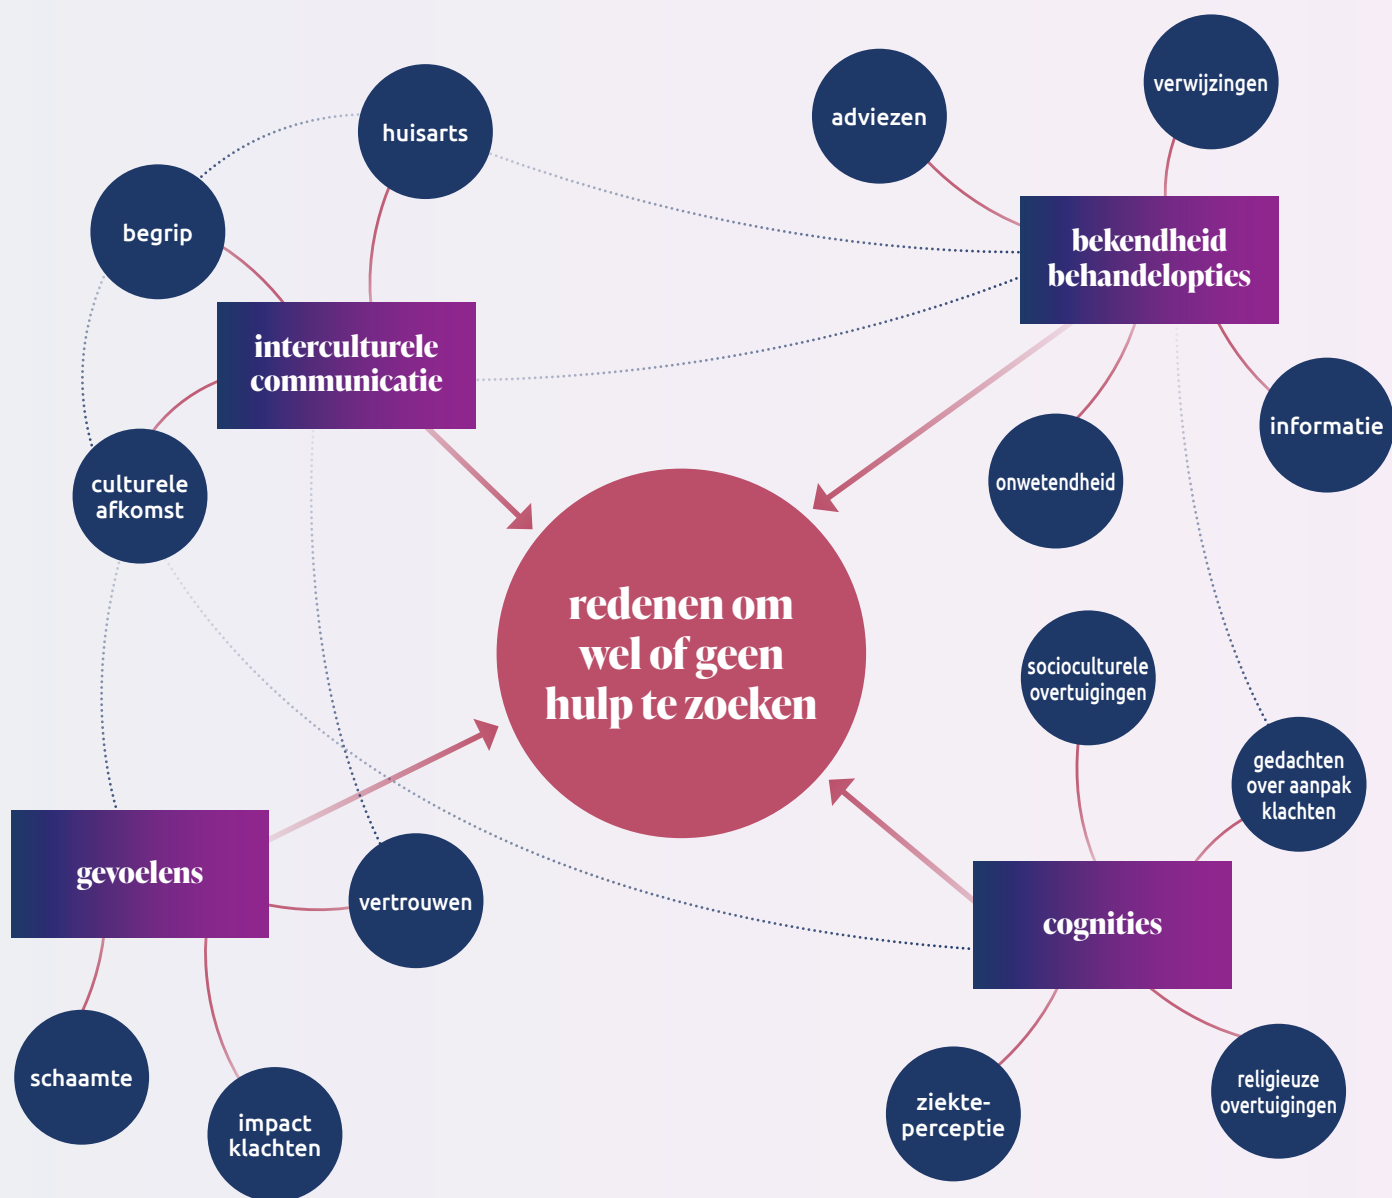 verwijzingen
adviezen
huisarts
begrip
bekendheid
behandelopties
interculturele
communicatie
informatie
onwetendheid
culturele
afkomst
redenen om
wel of geen
hulp te zoeken
socioculturele
overtuigingen
gedachten
over aanpak
klachten
gevoelens
vertrouwen
cognities
schaamte
impact
klachten
ziekte-
perceptie
religieuze
overtuigingen